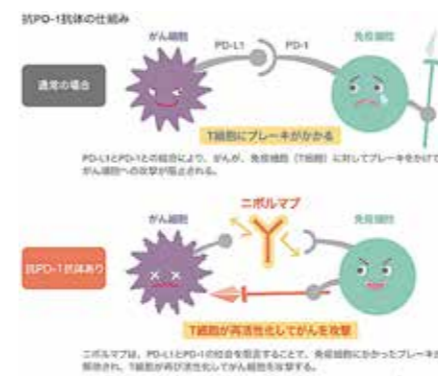 抗PD-1抗体の仕組み
がん細胞
PD-L1
PD-1
免疫細胞
通常の場合
T細胞にブレーキがかかる
PD-L1とPD-1との結合により、がんが、免疫細胞（T細胞）に対してブレーキをかけて
がん細胞への攻撃が阻止される。
ニボルマブ
がん細胞
免疫細胞
抗PD-1抗体あり
T細胞が再活性化してがんを攻撃
ニボルマブは、PD-L1とPD-1の結合を阻害することで、免疫細胞にかかったブレーキが
解除され、T細胞が再び活性化してがん細胞を攻撃する。